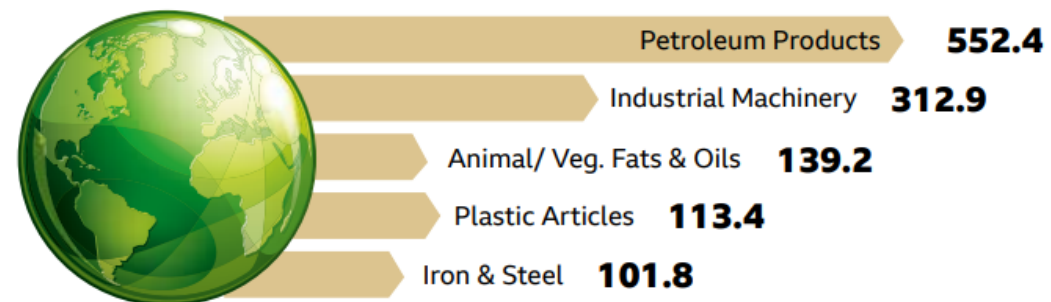 Petroleum Products 552.4
Industrial Machinery 312.9
Animal/ Veg. Fats & Oils 139.2
Plastic Articles 113.4
Iron & Steel 101.8